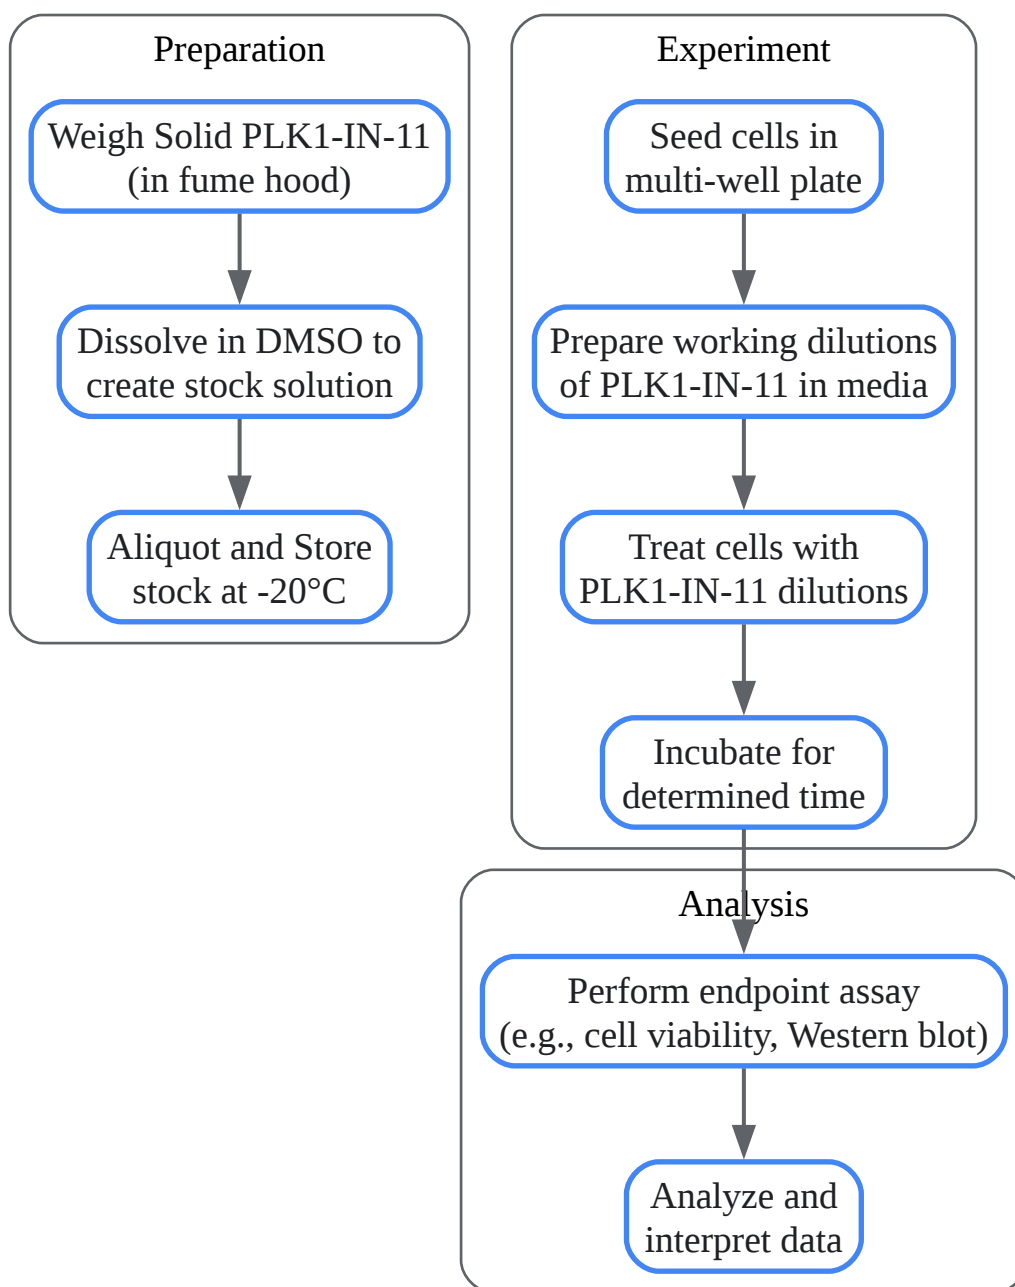 Preparation
Weigh Solid PLK1-IN-11
(in fume hood)
Dissolve in DMSO to
create stock solution
Aliquot and Store
stock at -20°C
Experiment
Seed cells in
multi-well plate
Prepare working dilutions
of PLK1-IN-11 in media
Treat cells with
PLK1-IN-11 dilutions
Incubate for
determined time
Analysis
Perform endpoint assay
(e.g., cell viability, Western blot)
Analyze and
interpret data